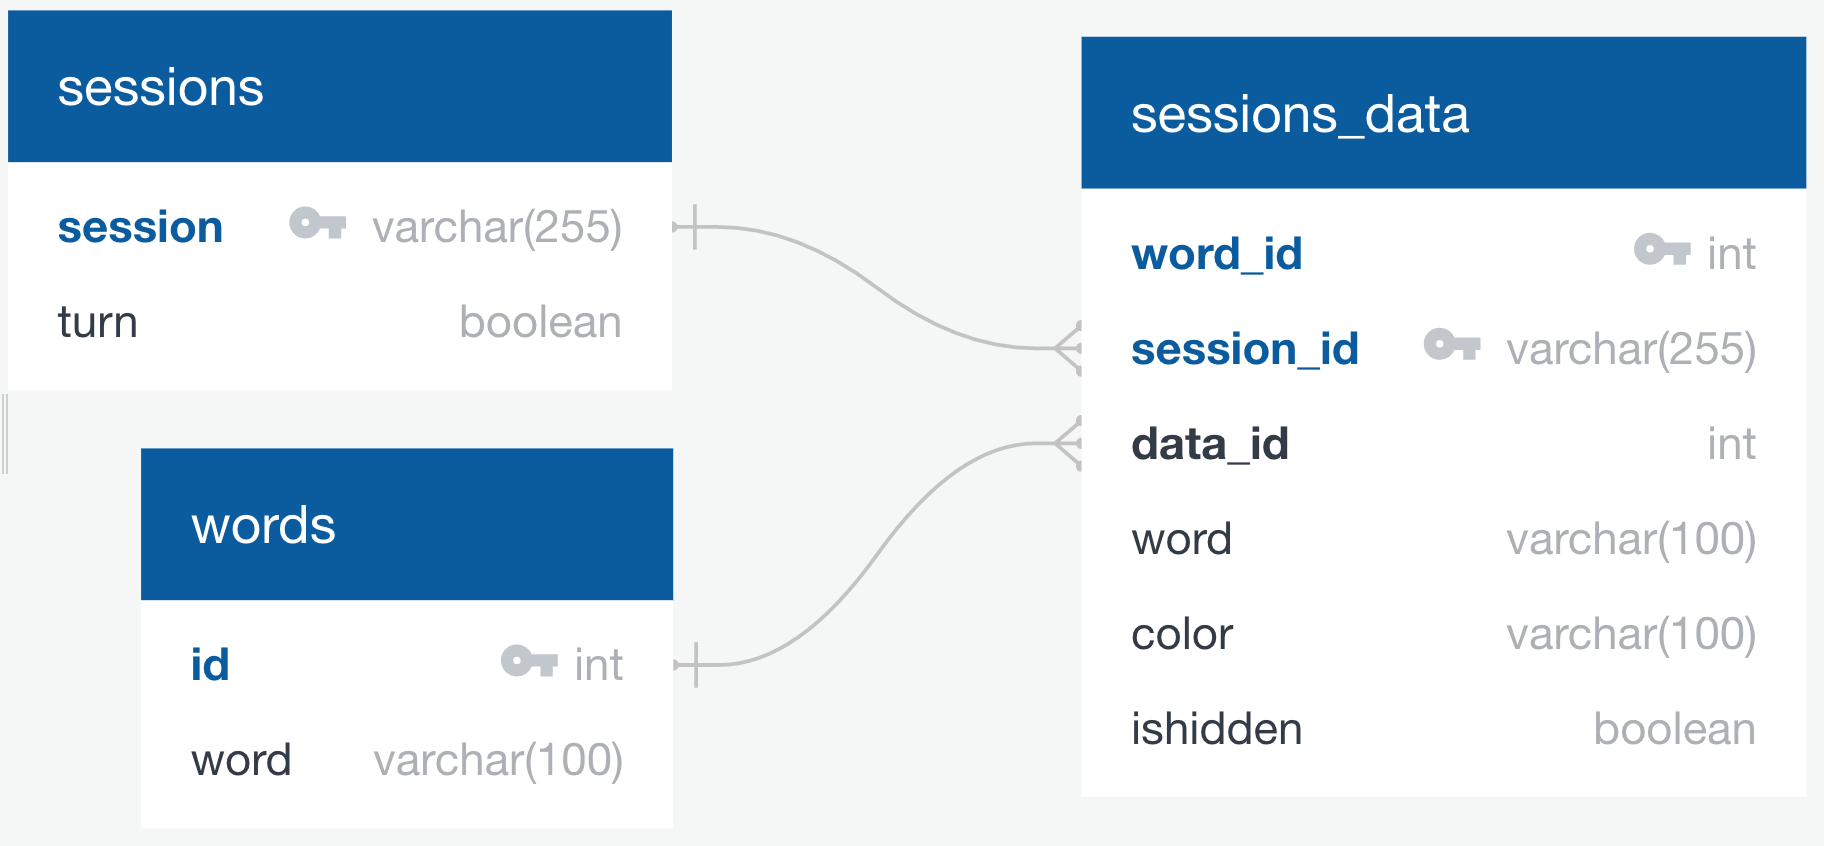 sessions
session varchar(255)
turn boolean
words
id int
word varchar(100)
sessions_data
word_id int
session_id varchar(255)
data_id int
word varchar(100)
color varchar(100)
ishidden boolean